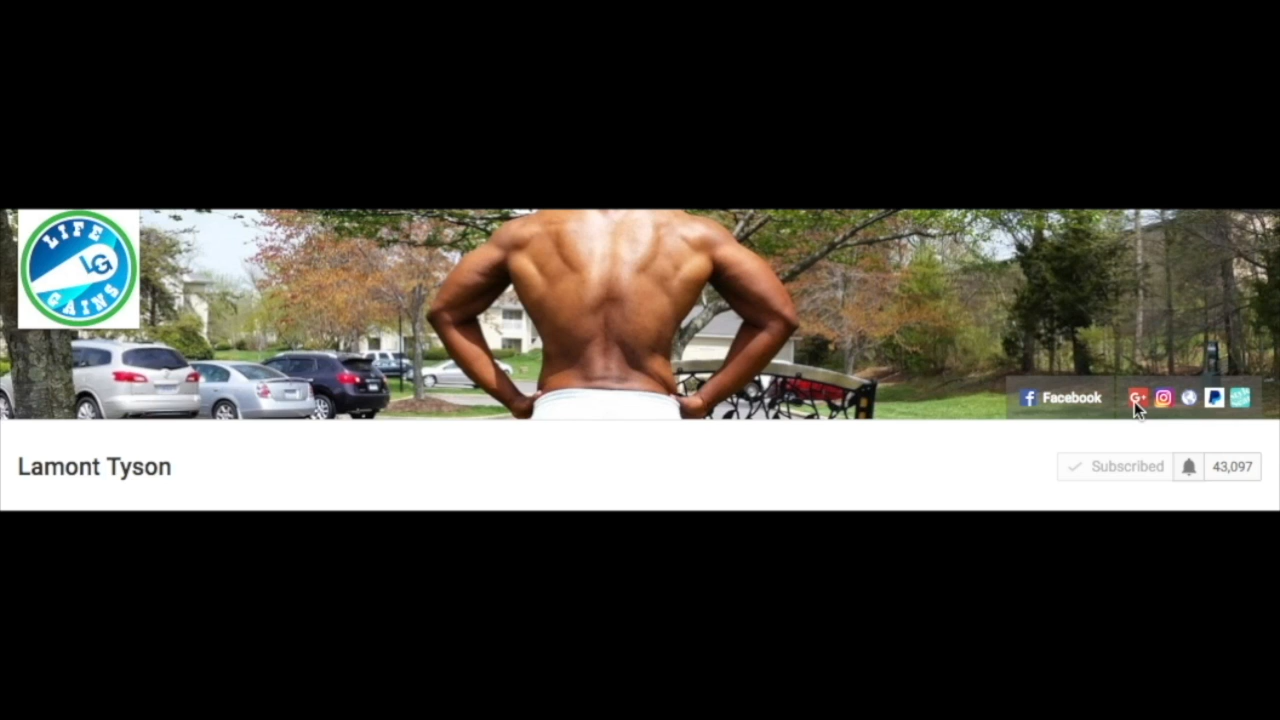 LIFE
LG
GAINS
Facebook
G+
Lamont Tyson
Subscribed
43,097